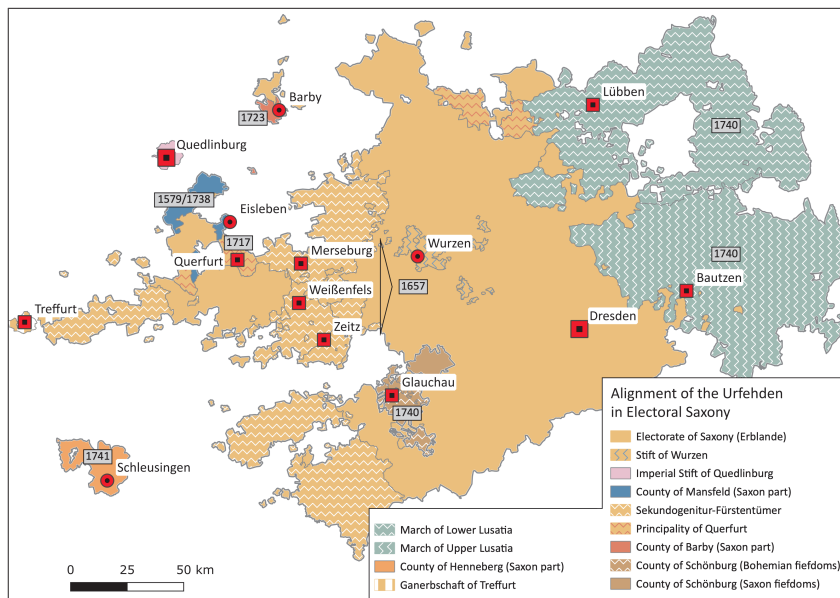 Barby
Lübben
1723
1740
Quedlinburg
1579/1738
Eisleben
1717
Querfurt
Merseburg
Wurzen
1740
Bautzen
Weißenfels
1657
Treffurt
Zeitz
Dresden
Glauchau
1740
1741
Schleusingen
0 25 50 km
Alignment of the Urfehden
in Electoral Saxony
Electorate of Saxony (Erblande)
Stift of Wurzen
Imperial Stift of Quedlinburg
County of Mansfeld (Saxon part)
Sekundogenitur-Fürstentümer
Principality of Querfurt
County of Barby (Saxon part)
County of Schönburg (Bohemian fiefdoms)
County of Schönburg (Saxon fiefdoms)
March of Lower Lusatia
March of Upper Lusatia
County of Henneberg (Saxon part)
Ganerbschaft of Treffurt